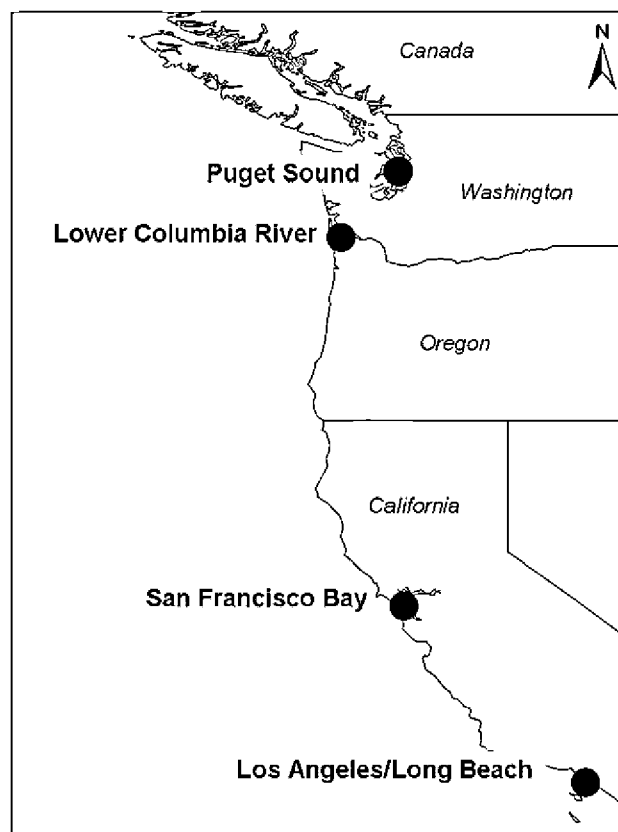 Canada
N
Puget Sound
Washington
Lower Columbia River
Oregon
California
San Francisco Bay
Los Angeles/Long Beach